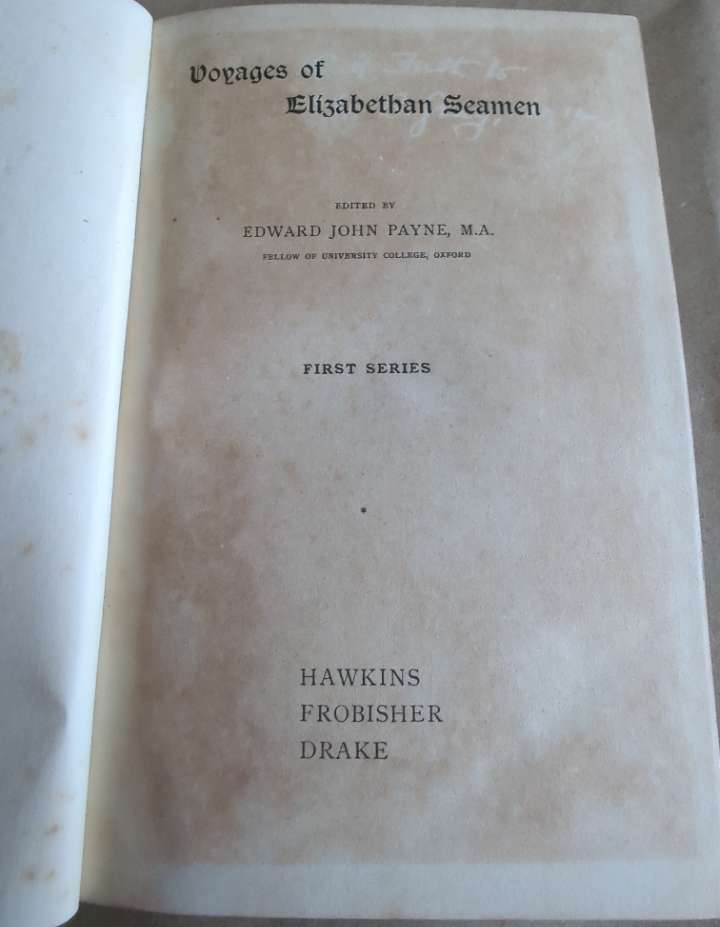 Voyages of
Elizabethan Seamen
EDITED BY
EDWARD JOHN PAYNE, M.A.
FELLOW OF UNIVERSITY COLLEGE, OXFORD
FIRST SERIES
*
HAWKINS
FROBISHER
DRAKE